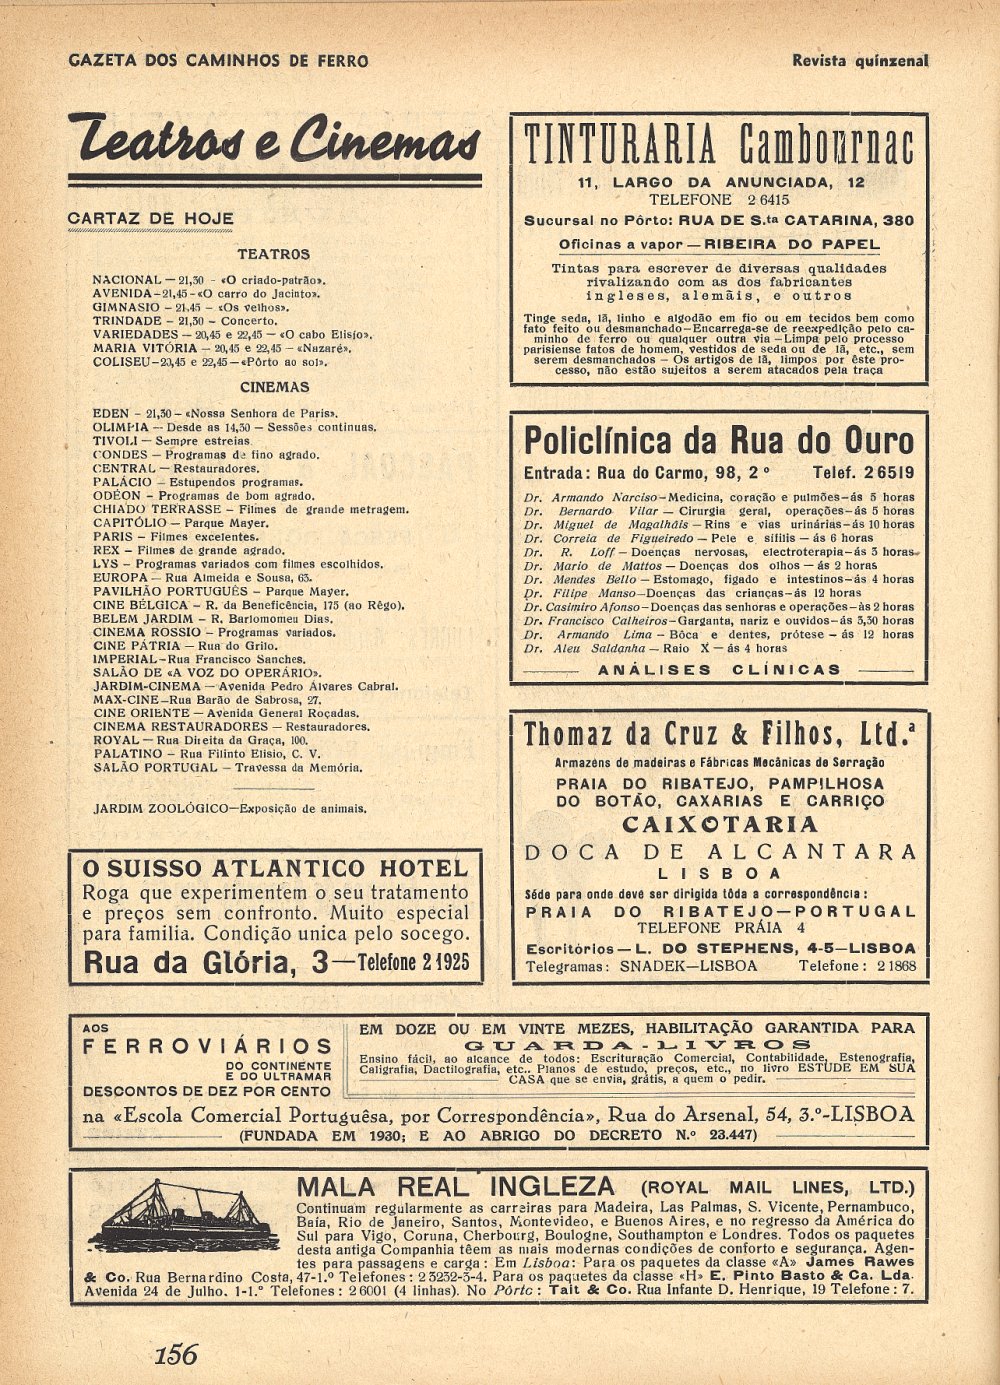 GAZETA DOS CAMINHOS DE FERRO
Revista quinzenal
Teatros e Cinemas
CARTAZ DE HOJE
TEATROS
NACIONAL — 21,30 - «O criado-patrão».
AVENIDA-21,45-«O carro do Jacinto».
GIMNASIO - 21,45 - «Os velhos».
TRINDADE - 21,30 - Concerto.
VARIEDADES — 20,45 e 22,45 — «O cabo Elisio».
MARIA VITÓRIA — 20,45 e 22,45 — «Nazaré».
COLISEU-20,45 e 22,45—«Pôrto ao sol».
CINEMAS
EDEN - 21,30 - «Nossa Senhora de Paris».
OLIMPIA — Desde as 14,30 — Sessões continuas.
TIVOLI — Sempre estreias
CONDES — Programas de fino agrado.
CENTRAL — Restauradores.
PALÁCIO — Estupendos programas.
ODÉON - Programas de bom agrado.
CHIADO TERRASSE - Filmes de grande metragem.
CAPITÓLIO — Parque Mayer.
PARIS - Filmes excelentes.
REX - Filmes de grande agrado.
LYS - Programas variados com filmes escolhidos.
EUROPA — Rua Almeida e Sousa, 63.
PAVILHÃO PORTUGUÊS - Parque Mayer.
CINE BÉLGICA - R. da Beneficência, 175 (ao Rêgo).
BELEM JARDIM - R. Bartomomeu Dias.
CINEMA ROSSIO - Programas variados.
CINE PÁTRIA — Rua do Grilo.
IMPERIAL-Rua Francisco Sanches.
SALÃO DE «A VOZ DO OPERÁRIO».
JARDIM-CINEMA — Avenida Pedro Álvares Cabral.
MAX-CINE-Rua Barão de Sabrosa, 27.
CINE ORIENTE — Avenida General Roçadas.
CINEMA RESTAURADORES — Restauradores.
ROYAL — Rua Direita da Graça, 100.
PALATINO - Rua Filinto Elisio, C. V.
SALÃO PORTUGAL — Travessa da Memória.
JARDIM ZOOLÓGICO—Exposição de animais.
O SUISSO ATLANTICO HOTEL
Roga que experimentem o seu tratamento
e preços sem confronto. Muito especial
para familia. Condição unica pelo socego.
Rua da Glória, 3—Telefone 2 1925
TINTURARIA Cambournac
11, LARGO DA ANUNCIADA, 12
TELEFONE 2 6415
Sucursal no Pôrto: RUA DE S.ta CATARINA, 380
Oficinas a vapor — RIBEIRA DO PAPEL
Tintas para escrever de diversas qualidades
rivalizando com as dos fabricantes
ingleses, alemãis, e outros
Tinge seda, lã, linho e algodão em fio ou em tecidos bem como
fato feito ou desmanchado—Encarrega-se de reexpedição pelo ca-
minho de ferro ou qualquer outra via—Limpa pelo processo
parisiense fatos de homem, vestidos de seda ou de lã, etc., sem
serem desmanchados — Os artigos de lã, limpos por êste pro-
cesso, não estão sujeitos a serem atacados pela traça
Policlínica da Rua do Ouro
Entrada: Rua do Carmo, 98, 2º Telef. 2 6519
Dr. Armando Narciso—Medicina, coração e pulmões—ás 5 horas
Dr. Bernardo Vilar — Cirurgia geral, operações—ás 5 horas
Dr. Miguel de Magalhãis — Rins e vias urinárias—ás 10 horas
Dr. Correia de Figueiredo — Pele e sífilis — ás 6 horas
Dr. R. Loff — Doenças nervosas, electroterapia—ás 3 horas
Dr. Mario de Mattos — Doenças dos olhos — ás 2 horas
Dr. Mendes Bello — Estomago, figado e intestinos—ás 4 horas
Dr. Filipe Manso—Doenças das crianças—ás 12 horas
Dr. Casimiro Afonso—Doenças das senhoras e operações—às 2 horas
Dr. Francisco Calheiros—Garganta, nariz e ouvidos—ás 5,30 horas
Dr. Armando Lima — Bôca e dentes, prótese — ás 12 horas
Dr. Aleu Saldanha — Raio X — ás 4 horas
ANÁLISES CLÍNICAS
Thomaz da Cruz & Filhos, Ltd.ª
Armazens de madeiras e Fábricas Mecânicas de Serração
PRAIA DO RIBATEJO, PAMPILHOSA
DO BOTÃO, CAXARIAS E CARRIÇO
CAIXOTARIA
DOCA DE ALCANTARA
LISBOA
Séde para onde deve ser dirigida tôda a correspondência:
PRAIA DO RIBATEJO—PORTUGAL
TELEFONE PRÁIA 4
Escritórios — L. DO STEPHENS, 4-5—LISBOA
Telegramas: SNADEK—LISBOA Telefone: 2 1868
AOS
FERROVIÁRIOS
DO CONTINENTE
E DO ULTRAMAR
DESCONTOS DE DEZ POR CENTO
EM DOZE OU EM VINTE MEZES, HABILITAÇÃO GARANTIDA PARA
GUARDA-LIVROS
Ensino fácil, ao alcance de todos: Escrituração Comercial, Contabilidade, Estenografia,
Caligrafia, Dactilografia, etc.. Planos de estudo, preços, etc., no livro ESTUDE EM SUA
CASA que se envia, grátis, a quem o pedir.
na «Escola Comercial Portuguêsa, por Correspondência», Rua do Arsenal, 54, 3.º-LISBOA
(FUNDADA EM 1930; E AO ABRIGO DO DECRETO N.º 23.447)
MALA REAL INGLEZA (ROYAL MAIL LINES, LTD.)
Continuam regularmente as carreiras para Madeira, Las Palmas, S. Vicente, Pernambuco,
Baía, Rio de Janeiro, Santos, Montevideo, e Buenos Aires, e no regresso da América do
Sul para Vigo, Coruna, Cherbourg, Boulogne, Southampton e Londres. Todos os paquetes
desta antiga Companhia têem as mais modernas condições de conforto e segurança. Agen-
tes para passagens e carga: Em Lisboa: Para os paquetes da classe «A» James Rawes
& Co. Rua Bernardino Costa, 47-1.º Telefones: 2 3232-3-4. Para os paquetes da classe «H» E. Pinto Basto & Ca. Lda.
Avenida 24 de Julho, 1-1.º Telefones: 2 6001 (4 linhas). No Pôrto: Tait & Co. Rua Infante D. Henrique, 19 Telefone: 7.
156